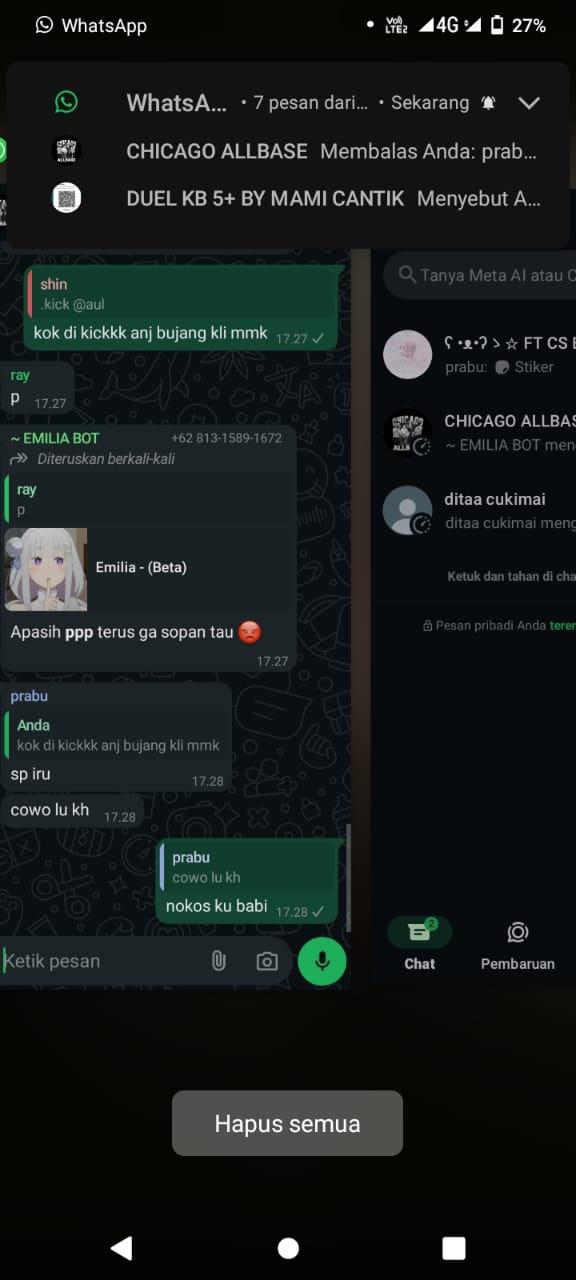 WhatsApp
Vo)) LTE2 4G 27%
WhatsA... • 7 pesan dari... • Sekarang
CHICAGO ALLBASE Membalas Anda: prab...
DUEL KB 5+ BY MAMI CANTIK Menyebut A...
shin
.kick @aul
kok di kickkk anj bujang kli mmk 17.27
ray
p 17.27
~ EMILIA BOT +62 813-1589-1672
Diteruskan berkali-kali
ray
p
Emilia - (Beta)
Apasih ppp terus ga sopan tau 😡
17.27
prabu
Anda
kok di kickkk anj bujang kli mmk
sp iru 17.28
cowo lu kh 17.28
prabu
cowo lu kh
nokos ku babi 17.28
Ketik pesan
Tanya Meta AI atau C
ʕ •ᴥ•ʔ ゝ ☆ FT CS
prabu: Stiker
CHICAGO ALLBAS
~ EMILIA BOT men
ditaa cukimai
ditaa cukimai meng
Ketuk dan tahan di cha
Pesan pribadi Anda terer
2
Chat
Pembaruan
Hapus semua